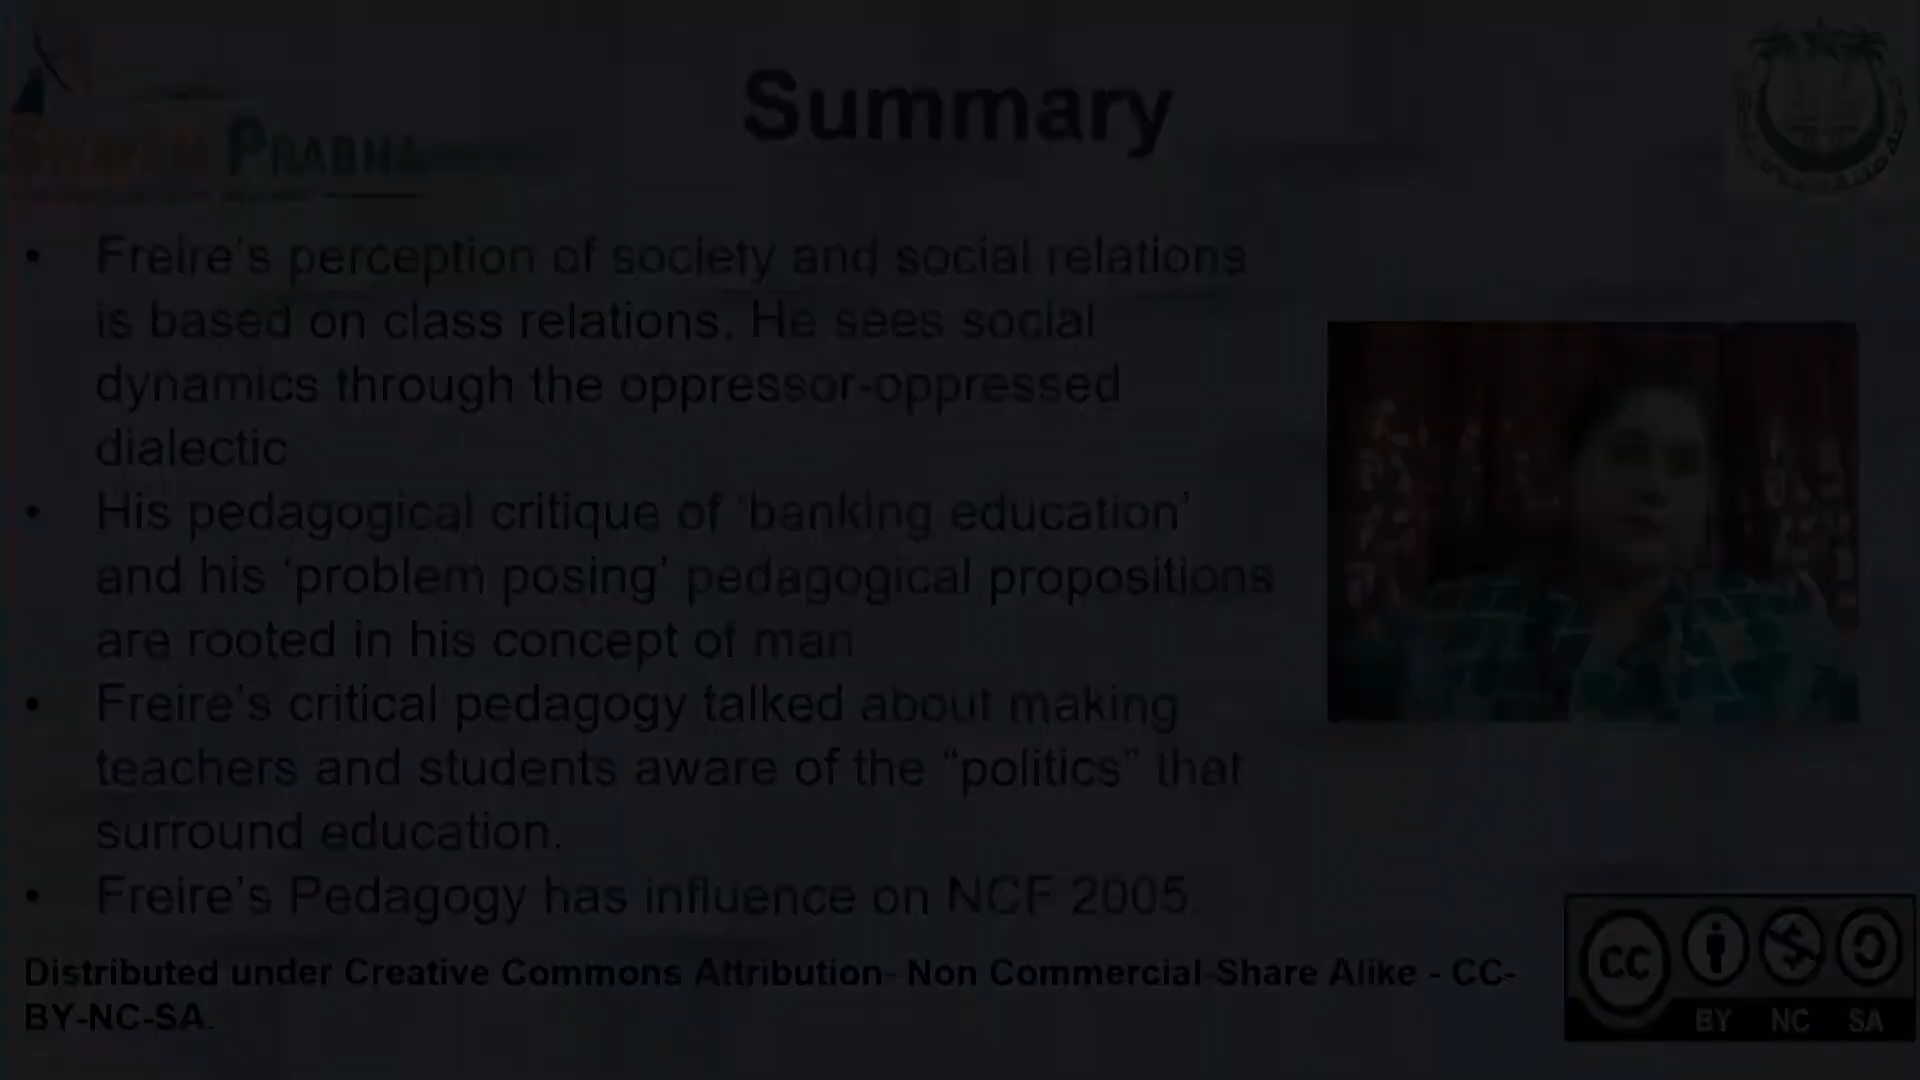 Summary
SWAYAM PRABHA
• Freire's perception of society and social relations
is based on class relations. He sees social
dynamics through the oppressor-oppressed
dialectic
• His pedagogical critique of 'banking education'
and his 'problem posing' pedagogical propositions
are rooted in his concept of man
• Freire's critical pedagogy talked about making
teachers and students aware of the “politics” that
surround education.
• Freire's Pedagogy has influence on NCF 2005.
Distributed under Creative Commons Attribution- Non Commercial-Share Alike - CC-
BY-NC-SA.
cc
BY NC SA